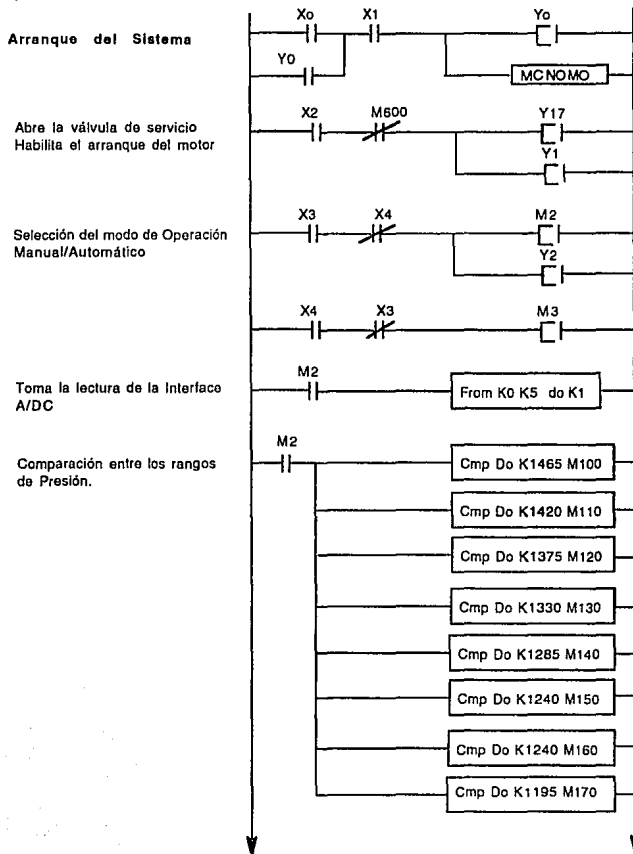 Xo X1 Yo
Arranque del Sistema
Y0
MCNOMO
X2 M600 Y17
Abre la válvula de servicio
Habilita el arranque del motor
Y1
X3 X4 M2
Selección del modo de Operación
Manual/Automático
Y2
X4 X3 M3
M2
Toma la lectura de la Interface
A/DC
From K0 K5 do K1
M2
Comparación entre los rangos
de Presión.
Cmp Do K1465 M100
Cmp Do K1420 M110
Cmp Do K1375 M120
Cmp Do K1330 M130
Cmp Do K1285 M140
Cmp Do K1240 M150
Cmp Do K1240 M160
Cmp Do K1195 M170